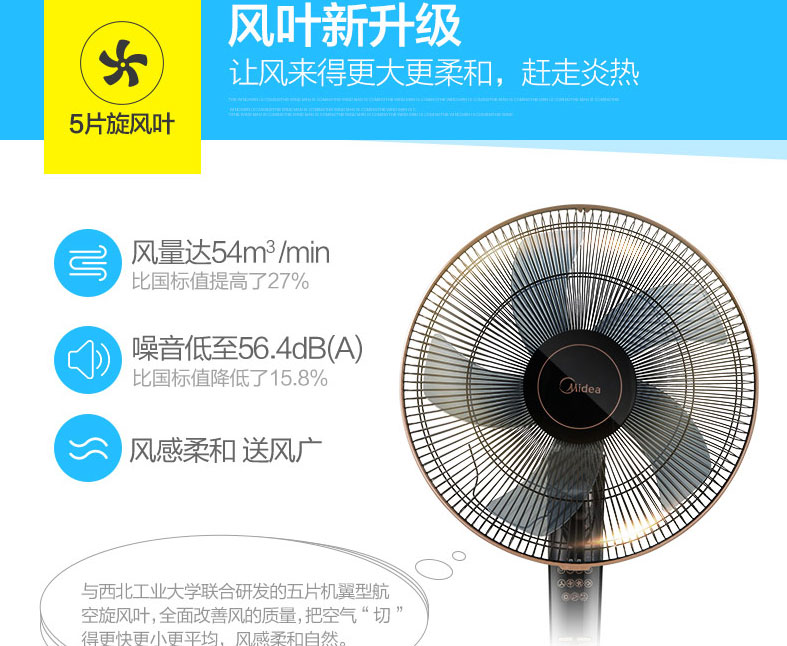 风叶新升级
让风来得更大更柔和，赶走炎热
5片旋风叶
风量达54m³/min
比国标值提高了27%
噪音低至56.4dB(A)
比国标值降低了15.8%
风感柔和 送风广
Midea
与西北工业大学联合研发的五片机翼型航
空旋风叶，全面改善风的质量，把空气“切”
得更快更小更平均，风感柔和自然。